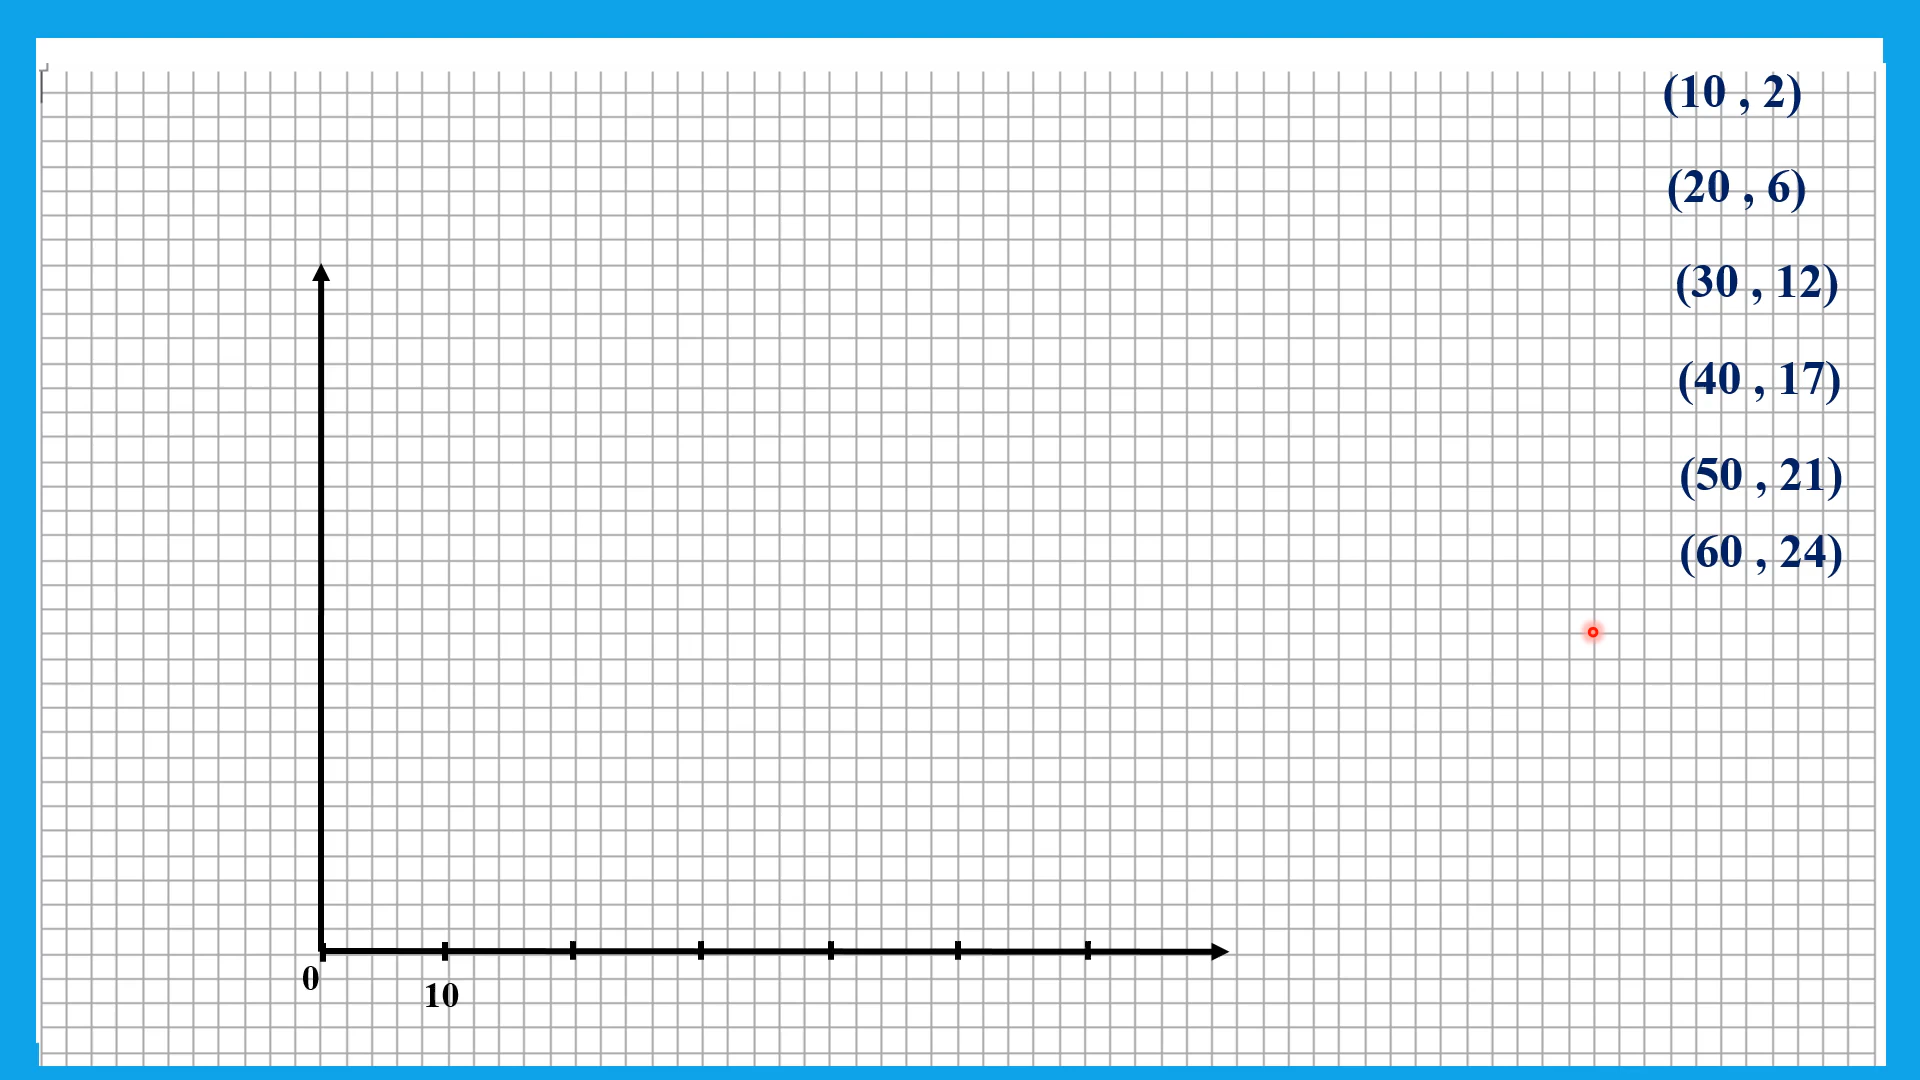 (10 , 2)
(20 , 6)
(30 , 12)
(40 , 17)
(50 , 21)
(60 , 24)
0
10